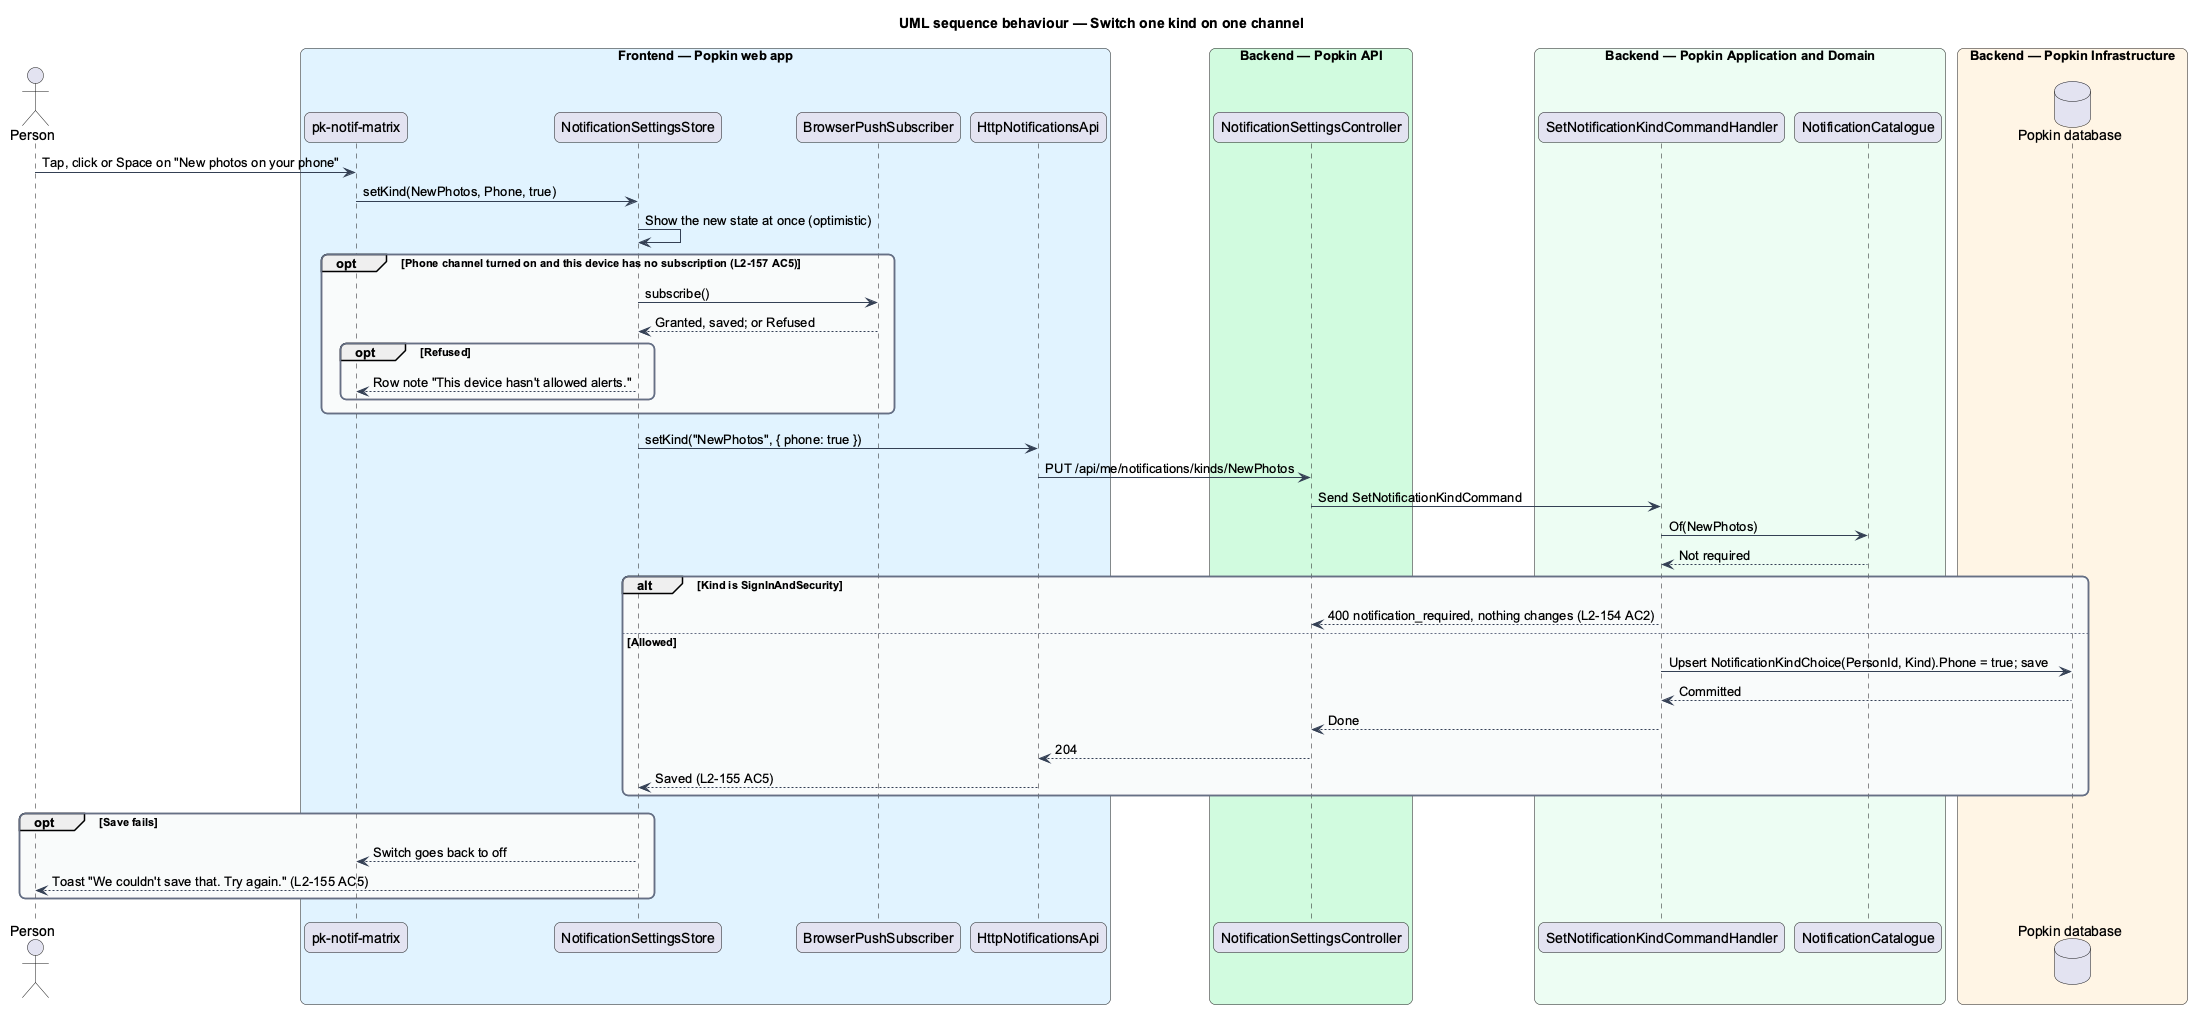 UML sequence behaviour — Switch one kind on one channel
Frontend — Popkin web app
Backend — Popkin API
Backend — Popkin Application and Domain
Backend — Popkin Infrastructure
Person
pk-notif-matrix
NotificationSettingsStore
BrowserPushSubscriber
HttpNotificationsApi
NotificationSettingsController
SetNotificationKindCommandHandler
NotificationCatalogue
Popkin database
Tap, click or Space on "New photos on your phone"
setKind(NewPhotos, Phone, true)
Show the new state at once (optimistic)
opt
[Phone channel turned on and this device has no subscription (L2-157 AC5)]
subscribe()
Granted, saved; or Refused
opt
[Refused]
Row note "This device hasn't allowed alerts."
setKind("NewPhotos", { phone: true })
PUT /api/me/notifications/kinds/NewPhotos
Send SetNotificationKindCommand
Of(NewPhotos)
Not required
alt
[Kind is SignInAndSecurity]
400 notification_required, nothing changes (L2-154 AC2)
[Allowed]
Upsert NotificationKindChoice(PersonId, Kind).Phone = true; save
Committed
Done
204
Saved (L2-155 AC5)
opt
[Save fails]
Switch goes back to off
Toast "We couldn't save that. Try again." (L2-155 AC5)
Person
pk-notif-matrix
NotificationSettingsStore
BrowserPushSubscriber
HttpNotificationsApi
NotificationSettingsController
SetNotificationKindCommandHandler
NotificationCatalogue
Popkin database